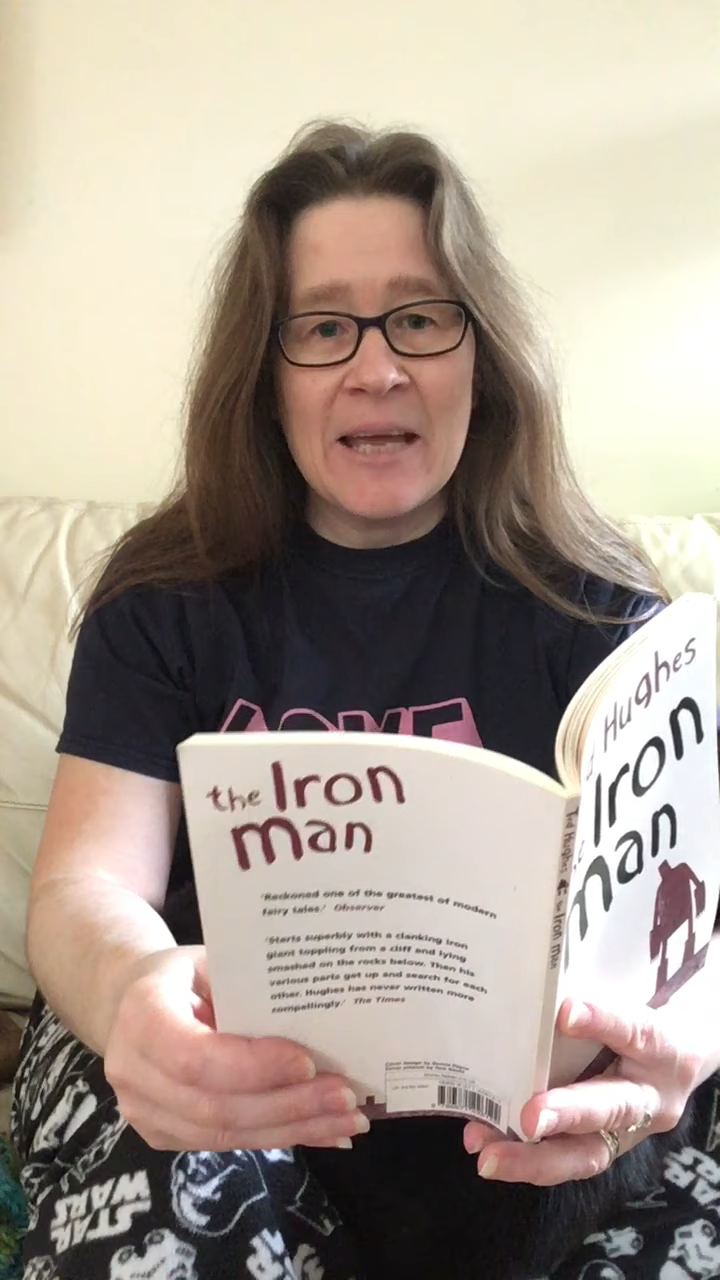 the Iron
man
'Reckoned one of the greatest of modern
fairy tales.' Observer
'Starts superbly with a clanking iron
giant toppling from a cliff and lying
smashed on the rocks below. Then his
various parts get up and search for each
other. Hughes has never written more
compellingly.' The Times
Ted Hughes the Iron man
Hughes
Iron
man
STAR
WARS
STAR
WARS